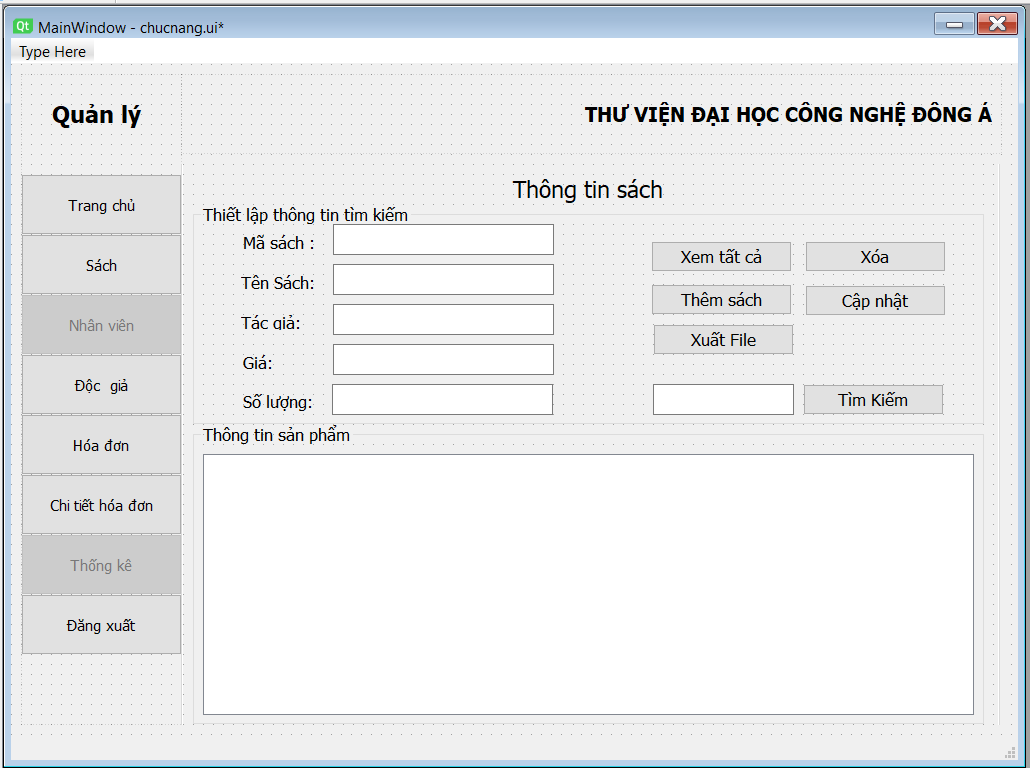 MainWindow - chucnang.ui*
Type Here
Quản lý
THƯ VIỆN ĐẠI HỌC CÔNG NGHỆ ĐÔNG Á
Trang chủ
Sách
Nhân viên
Độc giả
Hóa đơn
Chi tiết hóa đơn
Thống kê
Đăng xuất
Thông tin sách
Thiết lập thông tin tìm kiếm
Mã sách :
Tên Sách:
Tác giả:
Giá:
Số lượng:
Xem tất cả
Xóa
Thêm sách
Cập nhật
Xuất File
Tìm Kiếm
Thông tin sản phẩm